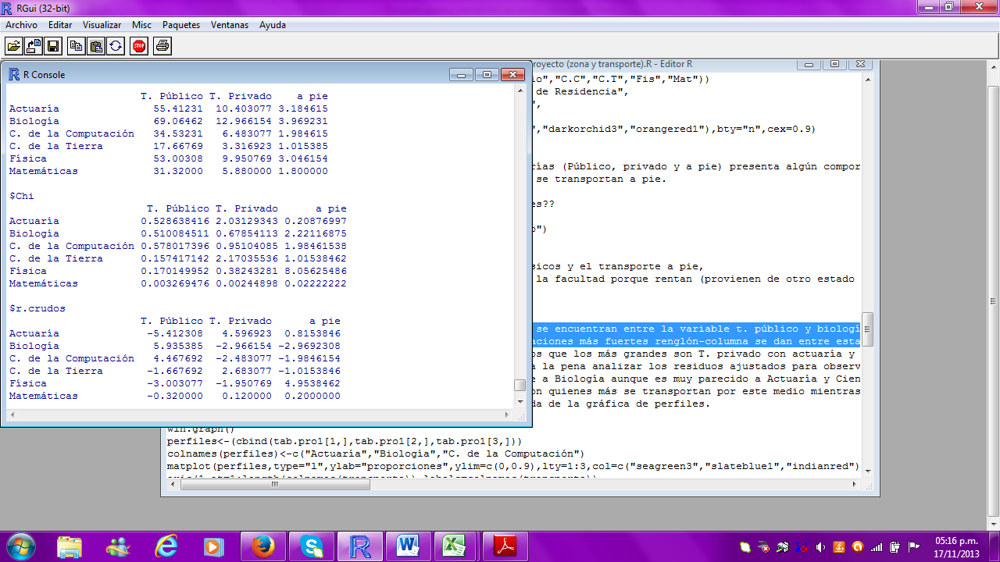 RGui (32-bit)
Archivo Editar Visualizar Misc Paquetes Ventanas Ayuda
STOP
R Console
T. Público T. Privado a pie
Actuaría 55.41231 10.403077 3.184615
Biología 69.06462 12.966154 3.969231
C. de la Computación 34.53231 6.483077 1.984615
C. de la Tierra 17.66769 3.316923 1.015385
Física 53.00308 9.950769 3.046154
Matemáticas 31.32000 5.880000 1.800000
$Chi
T. Público T. Privado a pie
Actuaría 0.528638416 2.03129343 0.20876997
Biología 0.510084511 0.67854113 2.22116875
C. de la Computación 0.578017396 0.95104085 1.98461538
C. de la Tierra 0.157417142 2.17035536 1.01538462
Física 0.170149952 0.38243281 8.05625486
Matemáticas 0.003269476 0.00244898 0.02222222
$r.crudos
T. Público T. Privado a pie
Actuaría -5.412308 4.596923 0.8153846
Biología 5.935385 -2.966154 -2.9692308
C. de la Computación 4.467692 -2.483077 -1.9846154
C. de la Tierra -1.667692 2.683077 -1.0153846
Física -3.003077 -1.950769 4.9538462
Matemáticas -0.320000 0.120000 0.2000000
royecto (zona y transporte).R - Editor R
io","C.C","C.T","Fis","Mat"))
de Residencia",
",
","darkorchid3","orangered1"),bty="n",cex=0.9)
rías (Público, privado y a pie) presenta algún compor
se transportan a pie.
es??
o")
sicos y el transporte a pie,
la facultad porque rentan (provienen de otro estado
se encuentran entre la variable t. público y biologí
aciones más fuertes renglón-columna se dan entre esta
os que los más grandes son T. privado con actuaría y
a la pena analizar los residuos ajustados para observ
e a Biología aunque es muy parecido a Actuaría y Cien
on quienes más se transportan por este medio mientras
da de la gráfica de perfiles.
win.graph()
perfiles<-(cbind(tab.pro1[1,],tab.pro1[2,],tab.pro1[3,]))
colnames(perfiles)<-c("Actuaría","Biología","C. de la Computación")
matplot(perfiles,type="l",ylab="proporciones",ylim=c(0,0.9),lty=1:3,col=c("seagreen3","slateblue1","indianred")
05:16 p.m.
17/11/2013